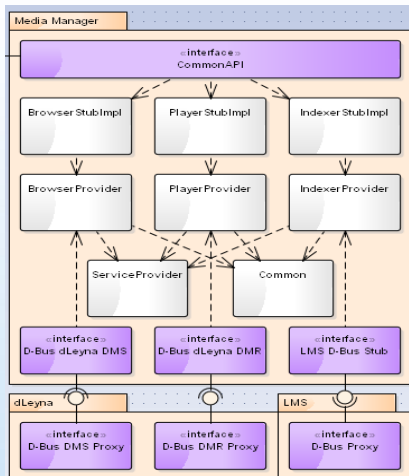 Media Manager
«interface»
CommonAPI
BrowserStubImpl
PlayerStubImpl
IndexerStubImpl
BrowserProvider
PlayerProvider
IndexerProvider
ServiceProvider
Common
«interface»
D-Bus dLeyna DMS
«interface»
D-Bus dLeyna DMR
«interface»
LMS D-Bus Stub
dLeyna
LMS
«interface»
D-Bus DMS Proxy
«interface»
D-Bus DMR Proxy
«interface»
D-Bus Proxy